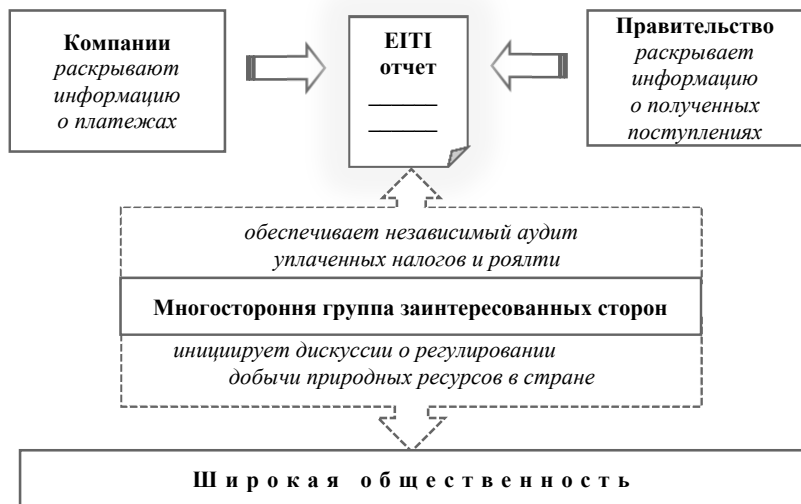 Компании
раскрывают
информацию
о платежах
EITI
отчет
Правительство
раскрывает
информацию
о полученных
поступлениях
обеспечивает независимый аудит
уплаченных налогов и роялти
Многостороння группа заинтересованных сторон
инициирует дискуссии о регулировании
добычи природных ресурсов в стране
Широкая общественность